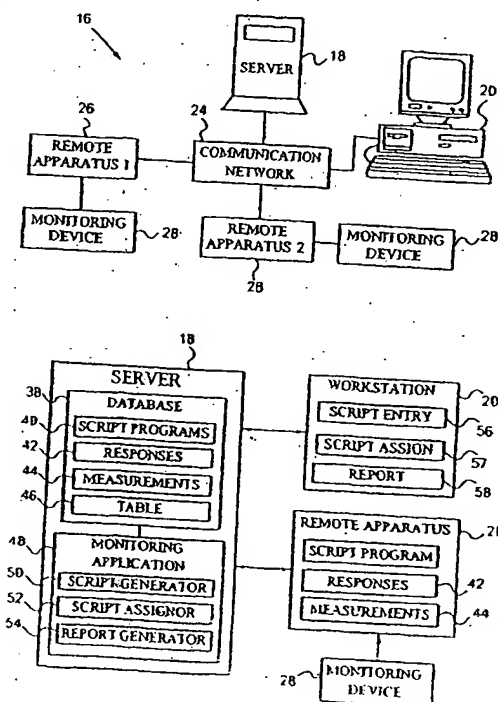 16
SERVER
18
26
24
20
REMOTE
APPARATUS 1
COMMUNICATION
NETWORK
MONITORING
DEVICE
28
REMOTE
APPARATUS 2
28
MONITORING
DEVICE
28
18
SERVER
38
DATABASE
40
SCRIPT PROGRAMS
42
RESPONSES
44
MEASUREMENTS
46
TABLE
48
MONITORING
APPLICATION
50
SCRIPT GENERATOR
52
SCRIPT ASSIGNOR
54
REPORT GENERATOR
WORKSTATION
20
SCRIPT ENTRY
56
SCRIPT ASSIGN
57
REPORT
58
REMOTE APPARATUS
SCRIPT PROGRAM
RESPONSES
42
MEASUREMENTS
44
28
MONITORING
DEVICE